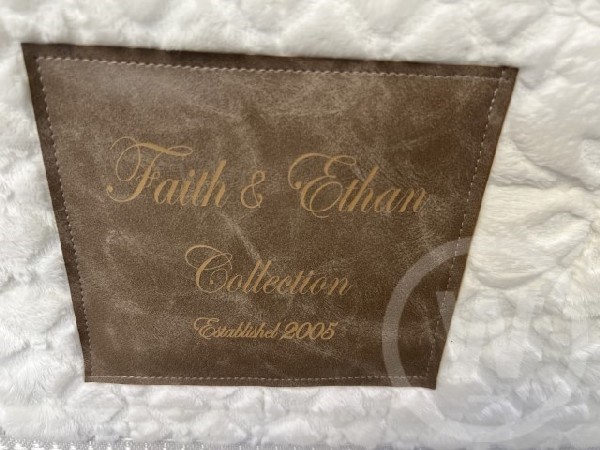 Faith & Ethan
Collection
Established 2005